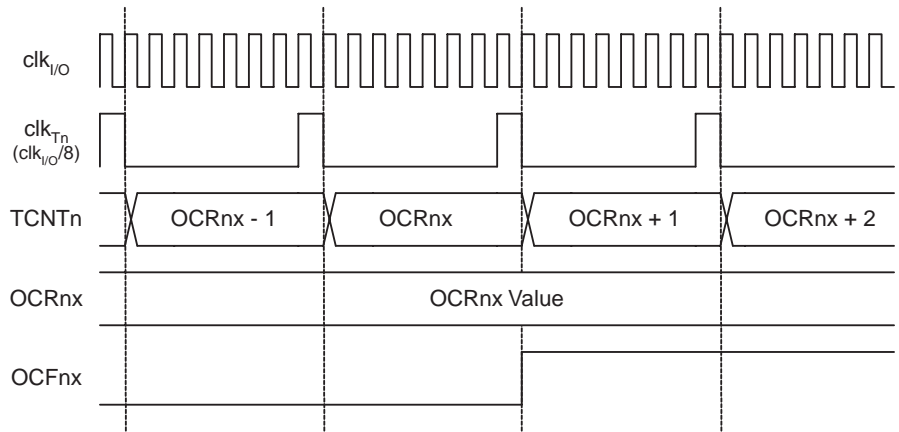 clkI/O
clkTn
(clkI/O/8)
TCNTn OCRnx - 1 OCRnx OCRnx + 1 OCRnx + 2
OCRnx OCRnx Value
OCFnx